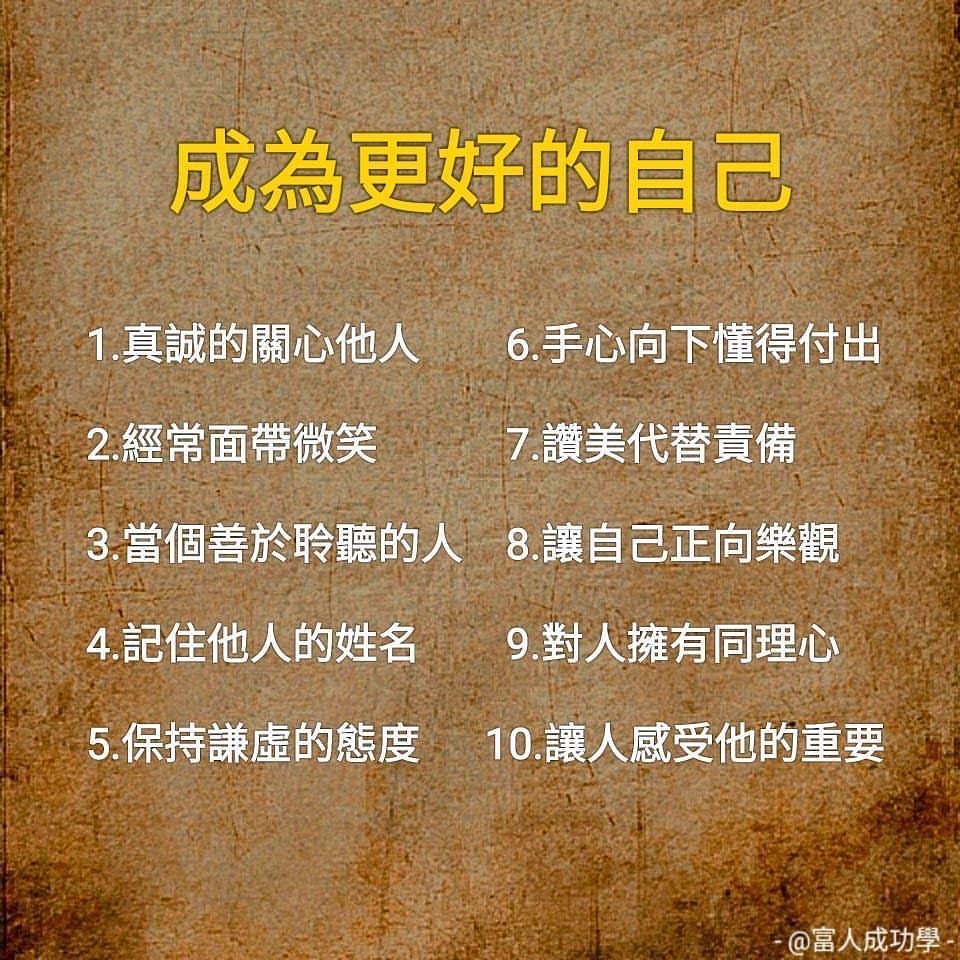 成為更好的自己
1.真誠的關心他人
2.經常面帶微笑
3.當個善於聆聽的人
4.記住他人的姓名
5.保持謙虛的態度
6.手心向下懂得付出
7.讚美代替責備
8.讓自己正向樂觀
9.對人擁有同理心
10.讓人感受他的重要
- @富人成功學 -